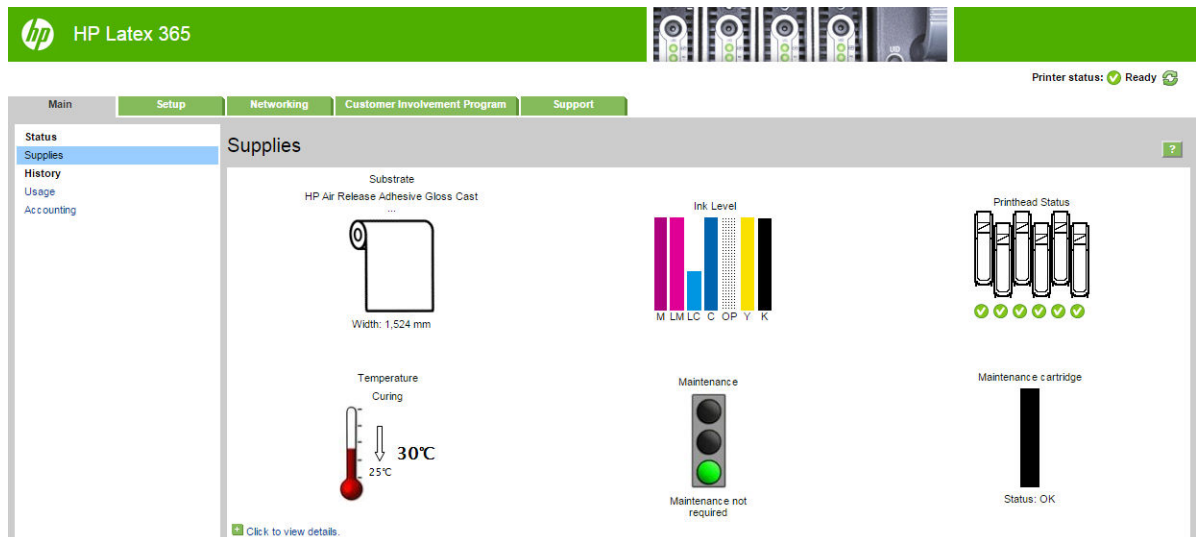 hp HP Latex 365
Printer status: Ready
Main Setup Networking Customer Involvement Program Support
Status
Supplies
History
Usage
Accounting
Supplies
?
Substrate
HP Air Release Adhesive Gloss Cast
...
Width: 1,524 mm
Ink Level
M LM LC C OP Y K
Printhead Status
Temperature
Curing
30℃
25℃
Maintenance
Maintenance not
required
Maintenance cartridge
Status: OK
+ Click to view details.